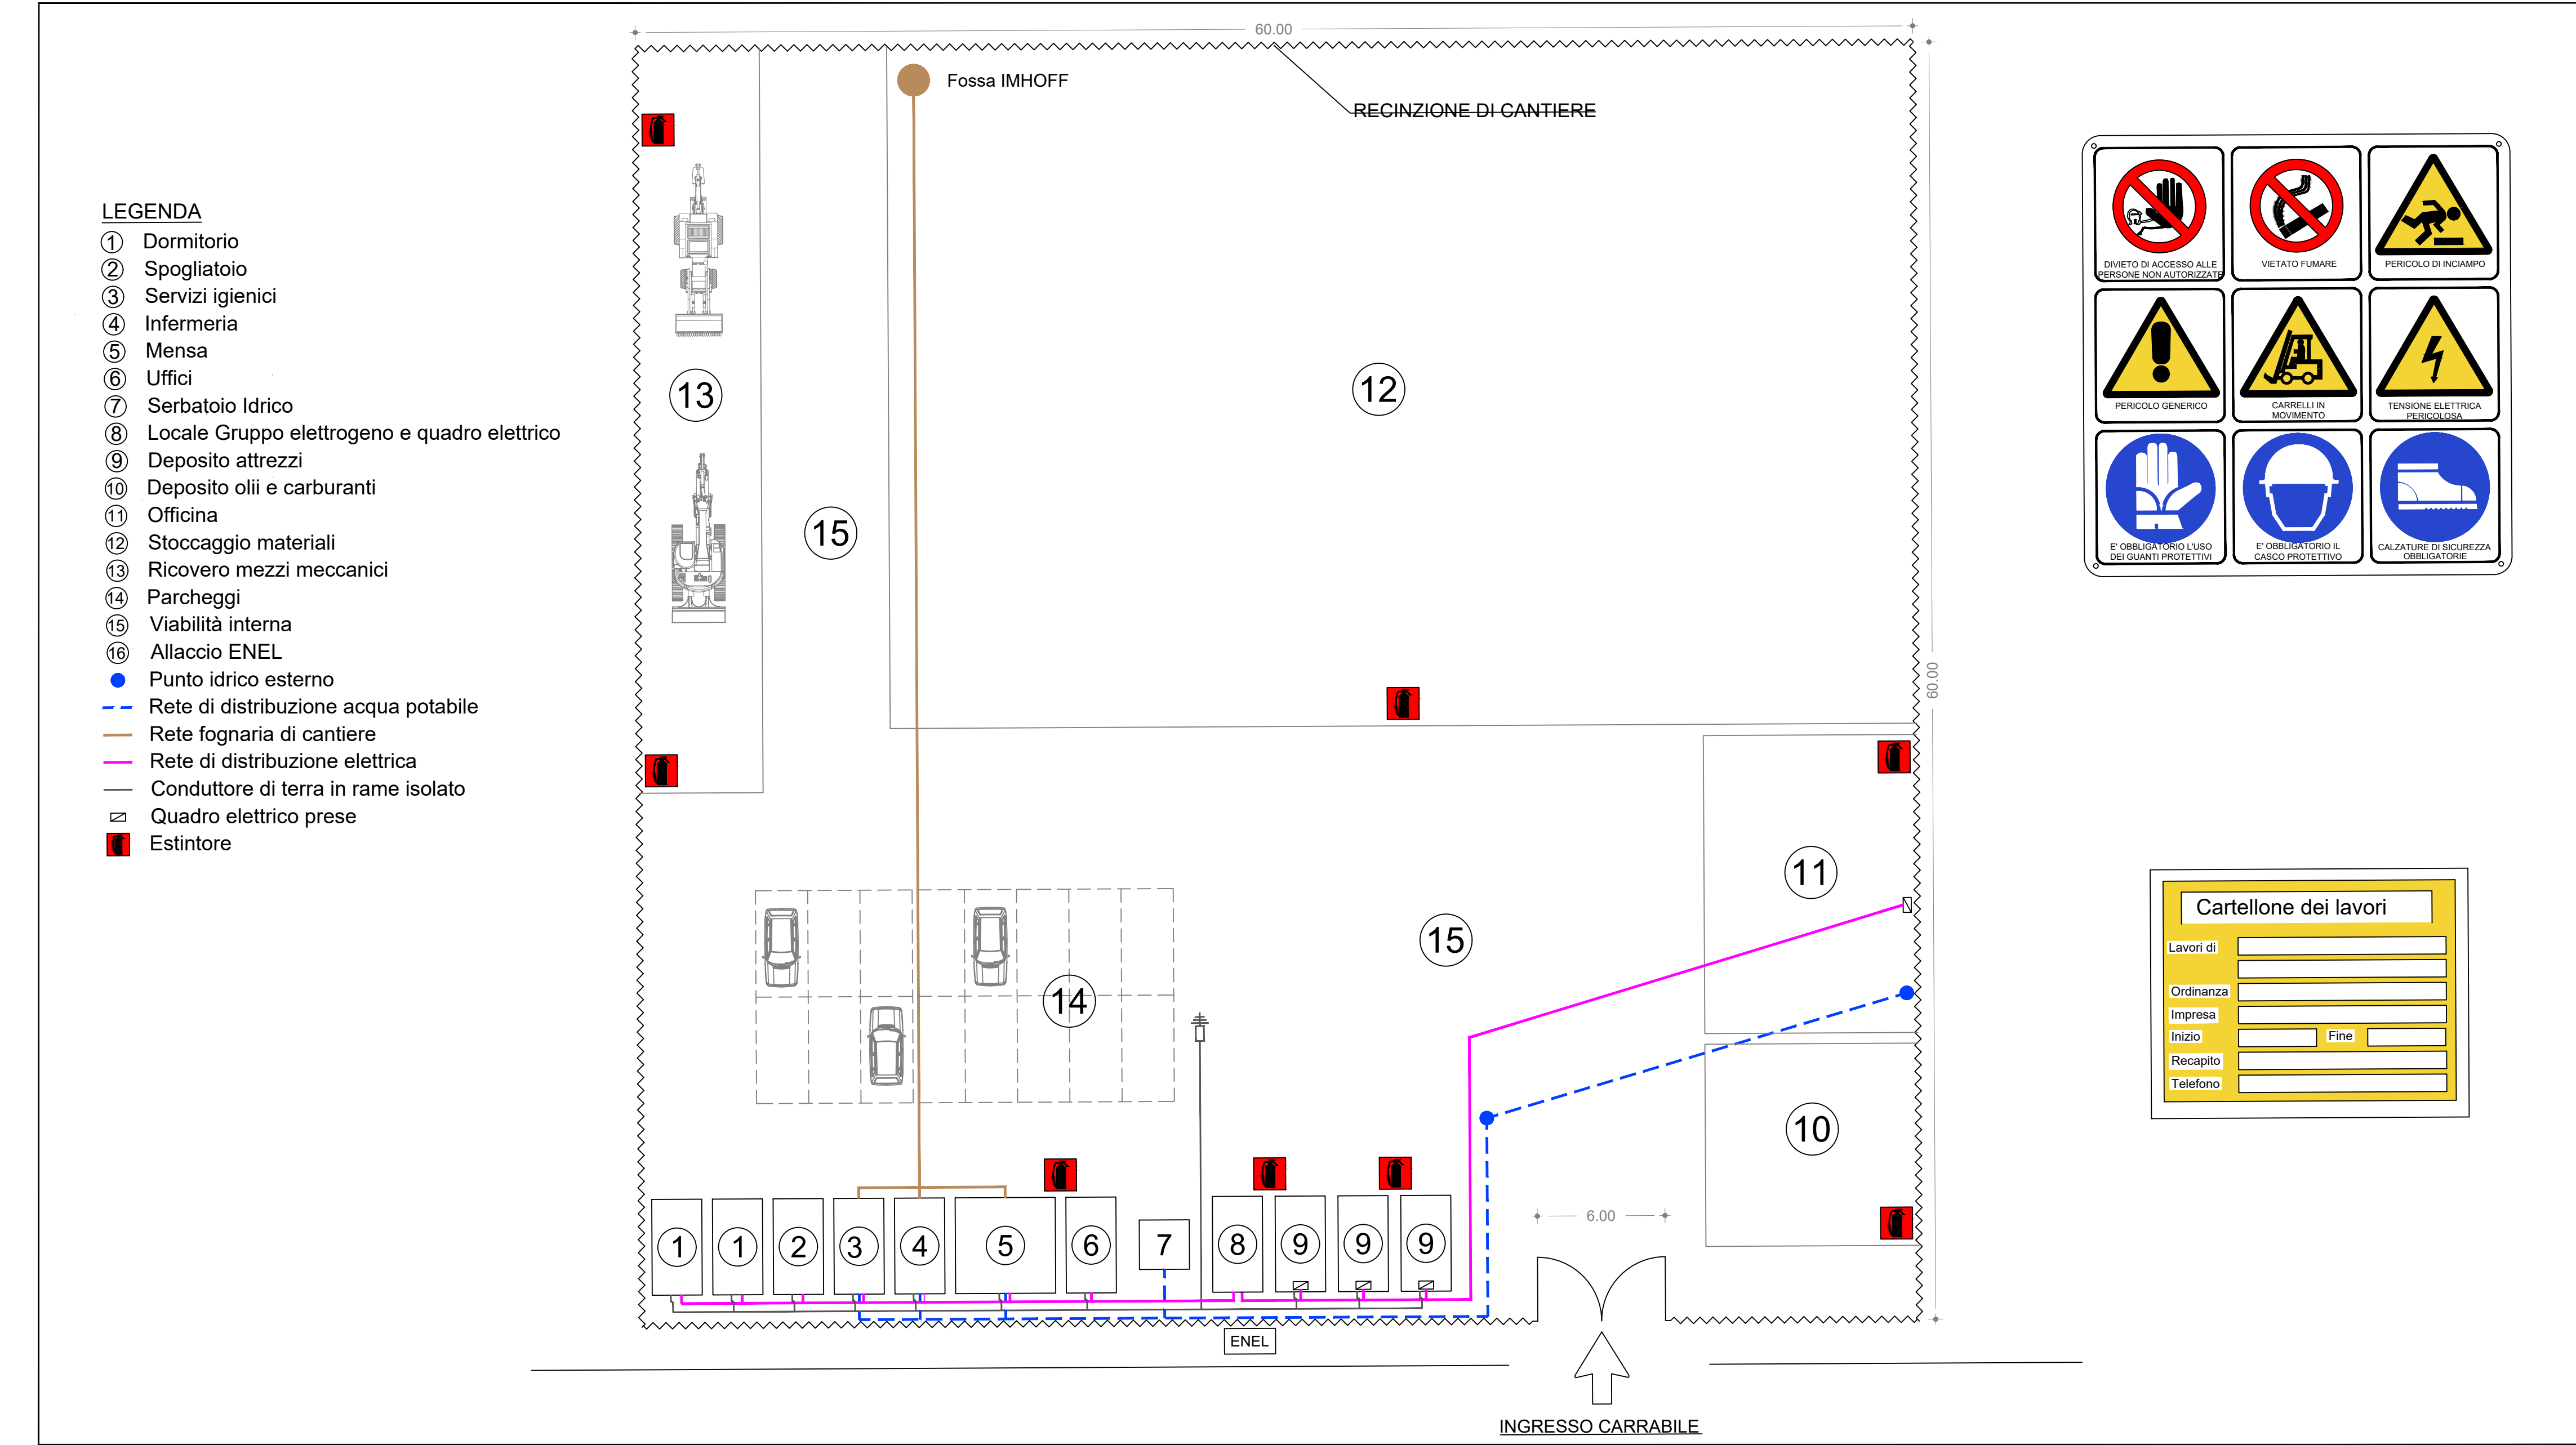 60.00
Fossa IMHOFF
RECINZIONE DI CANTIERE
LEGENDA
1 Dormitorio
2 Spogliatoio
3 Servizi igienici
4 Infermeria
5 Mensa
6 Uffici
7 Serbatoio Idrico
8 Locale Gruppo elettrogeno e quadro elettrico
9 Deposito attrezzi
10 Deposito olii e carburanti
11 Officina
12 Stoccaggio materiali
13 Ricovero mezzi meccanici
14 Parcheggi
15 Viabilità interna
16 Allaccio ENEL
Punto idrico esterno
Rete di distribuzione acqua potabile
Rete fognaria di cantiere
Rete di distribuzione elettrica
Conduttore di terra in rame isolato
Quadro elettrico prese
Estintore
13
12
15
60.00
11
15
14
10
6.00
1 1 2 3 4 5 6 7 8 9 9 9
ENEL
INGRESSO CARRABILE
DIVIETO DI ACCESSO ALLE
PERSONE NON AUTORIZZATE
VIETATO FUMARE
PERICOLO DI INCIAMPO
PERICOLO GENERICO
CARRELLI IN
MOVIMENTO
TENSIONE ELETTRICA
PERICOLOSA
E' OBBLIGATORIO L'USO
DEI GUANTI PROTETTIVI
E' OBBLIGATORIO IL
CASCO PROTETTIVO
CALZATURE DI SICUREZZA
OBBLIGATORIE
Cartellone dei lavori
Lavori di
Ordinanza
Impresa
Inizio Fine
Recapito
Telefono